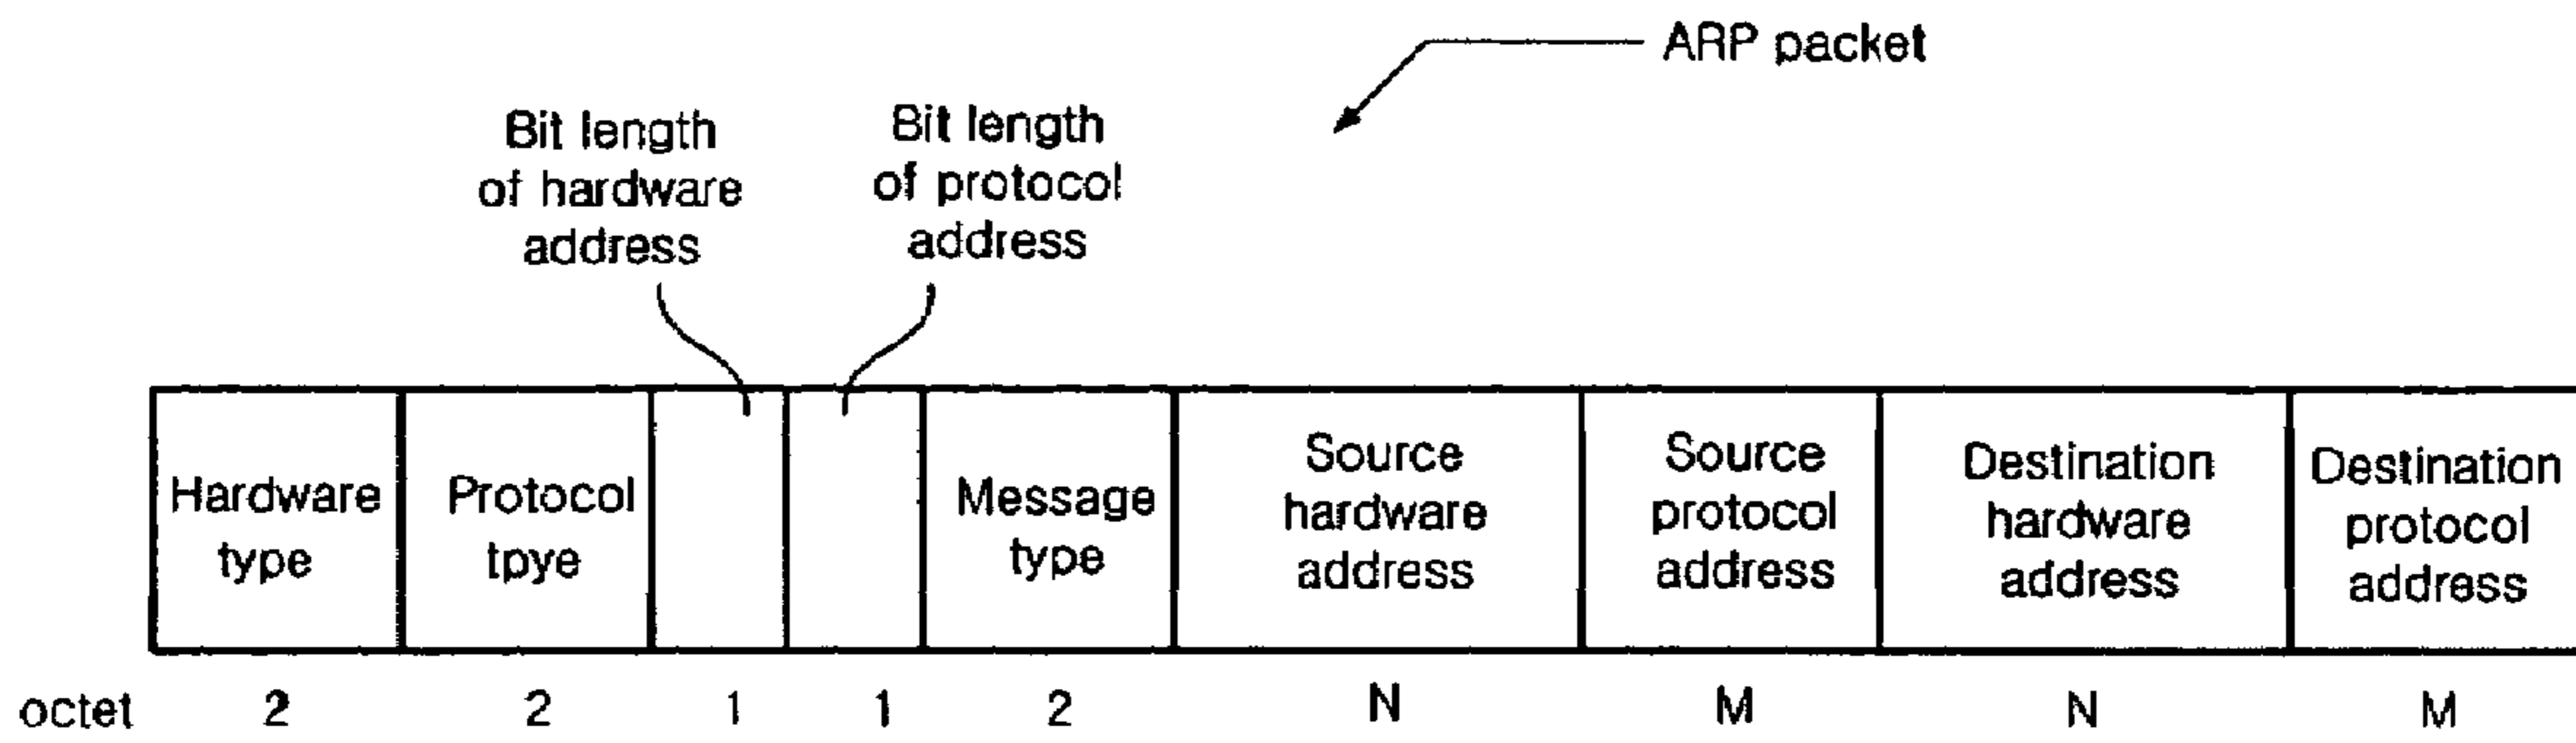 ARP packet
Bit length
of hardware
address
Bit length
of protocol
address
Hardware
type
Protocol
tpye
Message
type
Source
hardware
address
Source
protocol
address
Destination
hardware
address
Destination
protocol
address
octet 2 2 1 1 2 N M N M